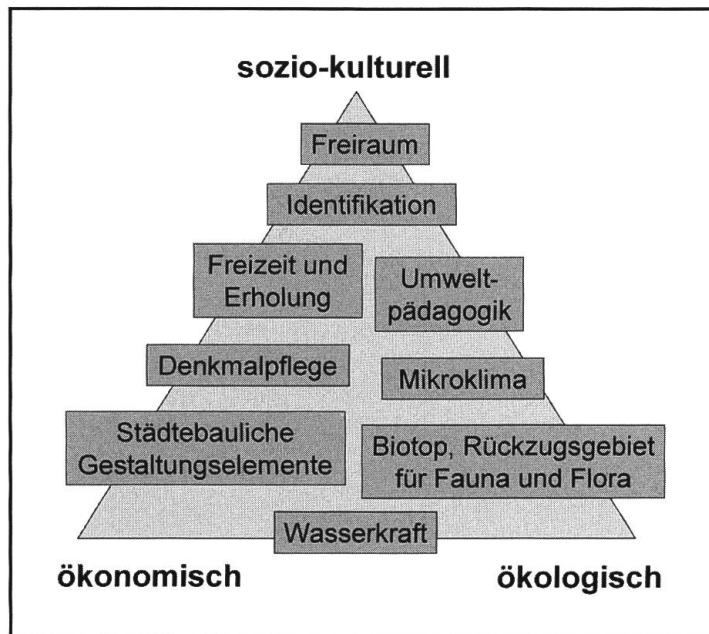 sozio-kulturell
Freiraum
Identifikation
Freizeit und
Erholung
Umwelt-
pädagogik
Denkmalpflege
Mikroklima
Städtebauliche
Gestaltungselemente
Biotop, Rückzugsgebiet
für Fauna und Flora
Wasserkraft
ökonomisch
ökologisch